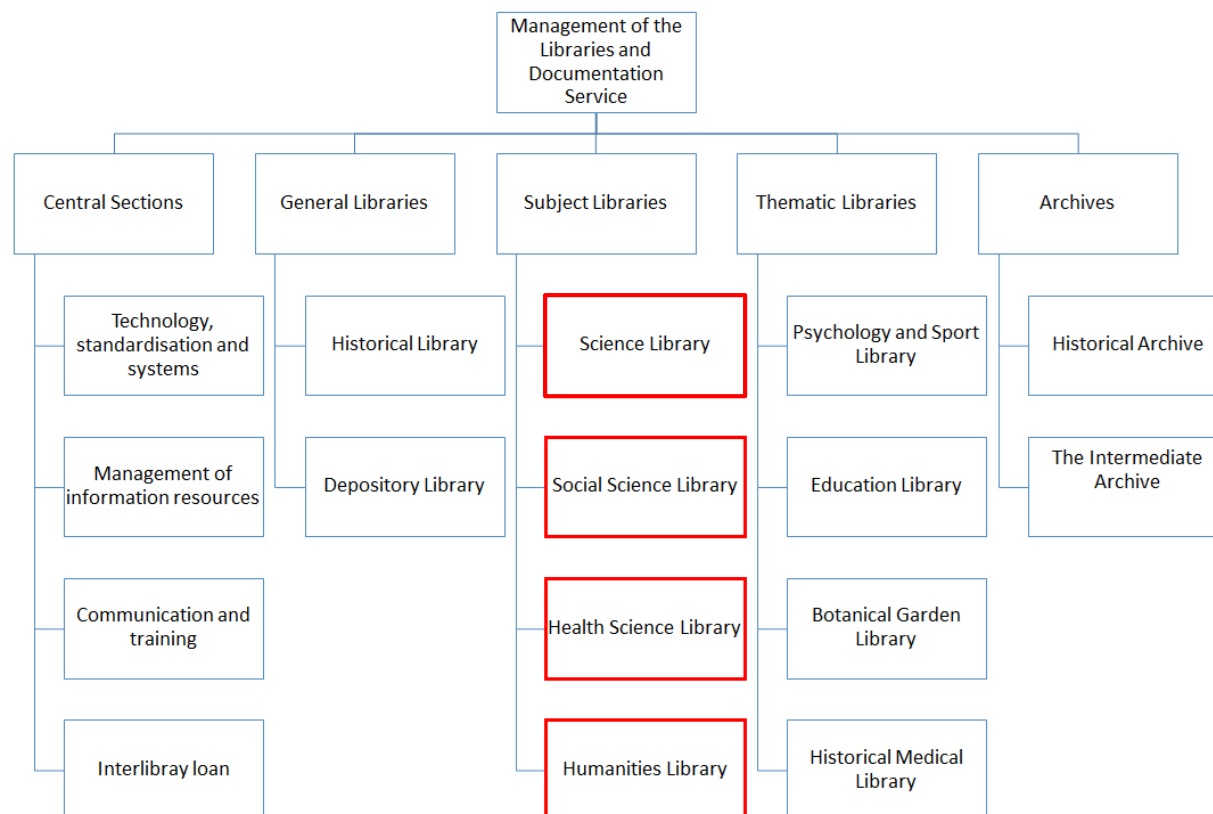 Management of the
Libraries and
Documentation
Service
Central Sections
General Libraries
Subject Libraries
Thematic Libraries
Archives
Technology,
standardisation and
systems
Historical Library
Science Library
Psychology and Sport
Library
Historical Archive
Management of
information resources
Depository Library
Social Science Library
Education Library
The Intermediate
Archive
Communication and
training
Health Science Library
Botanical Garden
Library
Interlibray loan
Humanities Library
Historical Medical
Library